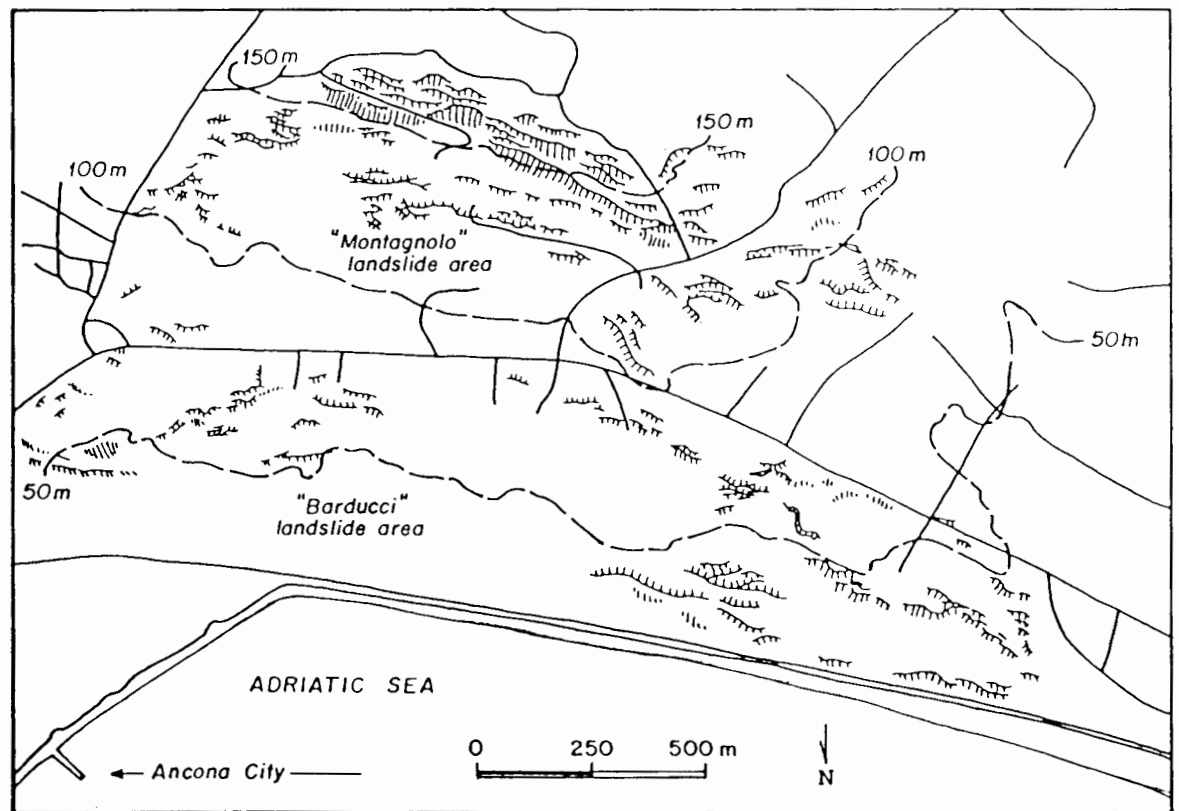 150 m
150 m
100 m
100 m
"Montagnolo"
landslide area
50 m
50 m
"Barducci"
landslide area
ADRIATIC SEA
0 250 500 m
Ancona City
N